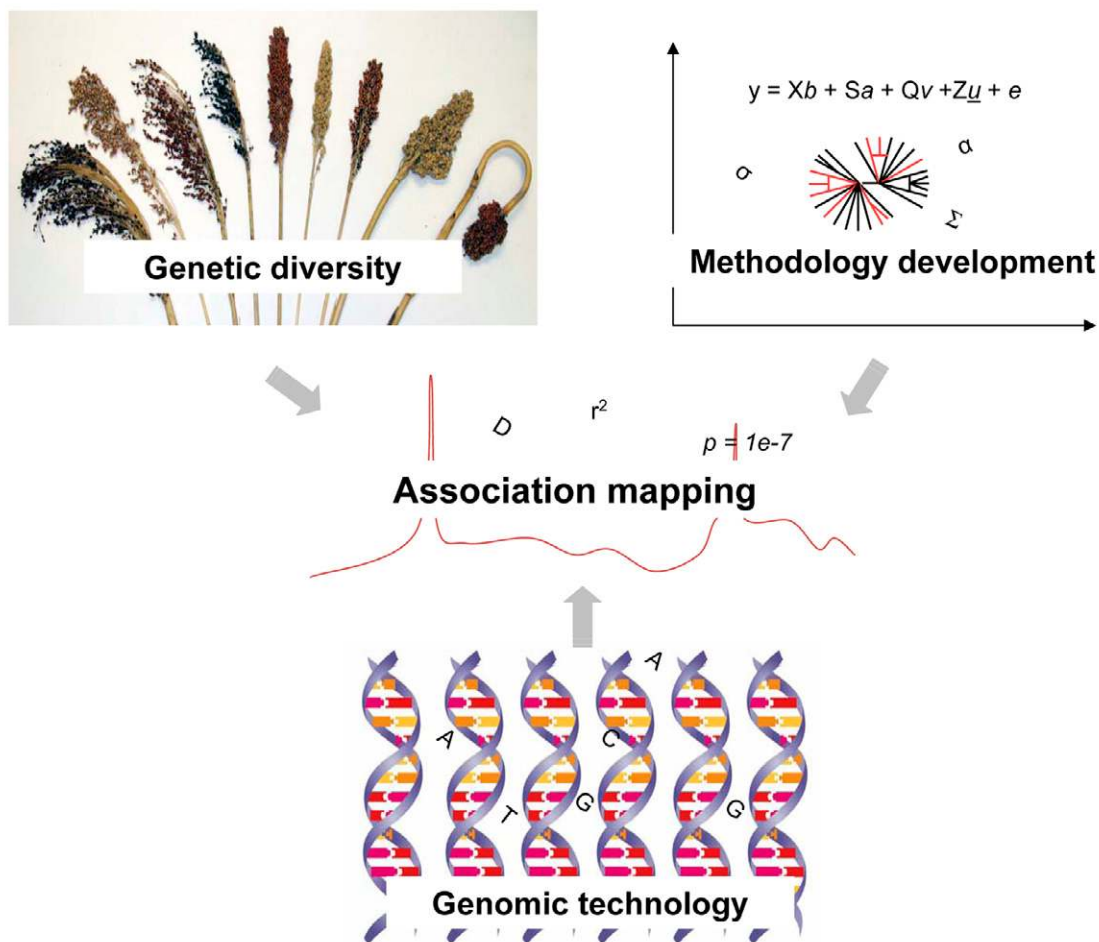 y = Xb + Sa + Qv +Zu + e
σ
α
Σ
Genetic diversity
Methodology development
D
r²
p = 1e-7
Association mapping
A
A
C
T
G
G
Genomic technology